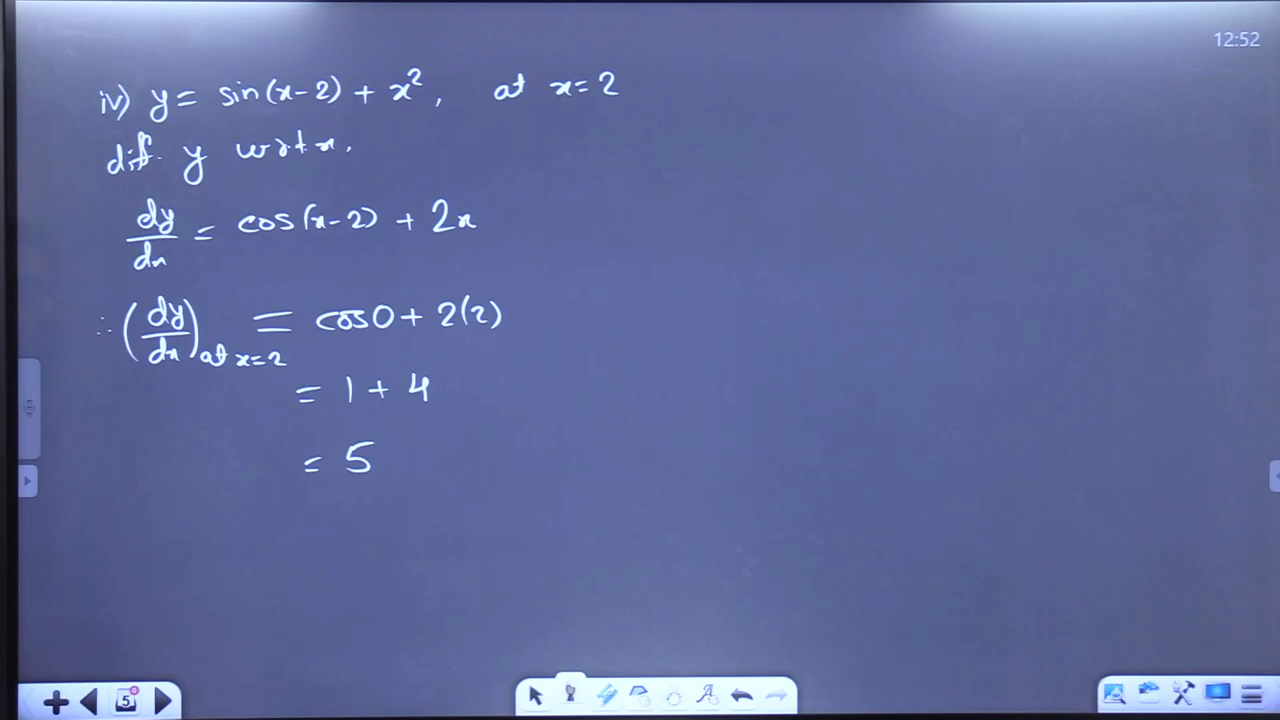 12:52
iv) y = sin(x-2) + x², at x=2
diff. y w.r.t x.
dy/dx = cos(x-2) + 2x
∴ (dy/dx) at x=2 = cos0 + 2(2)
= 1 + 4
= 5
5